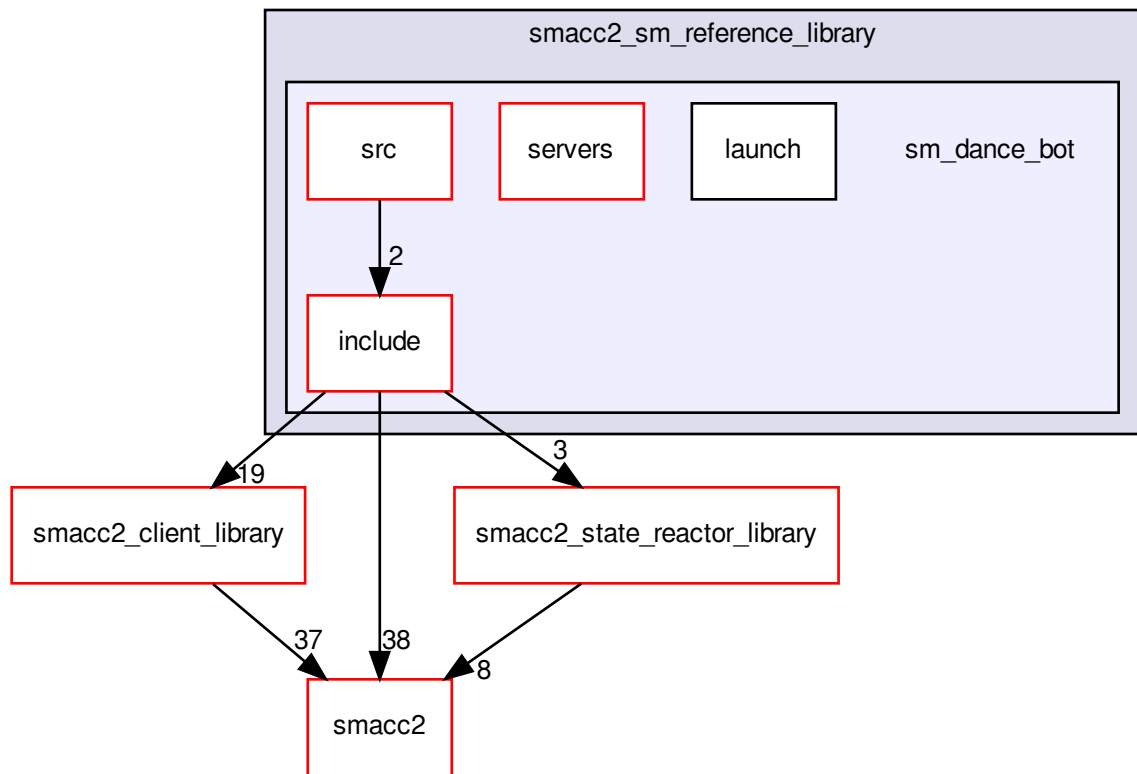 smacc2_sm_reference_library
src
servers
launch
sm_dance_bot
2
include
19
3
smacc2_client_library
smacc2_state_reactor_library
37
38
8
smacc2